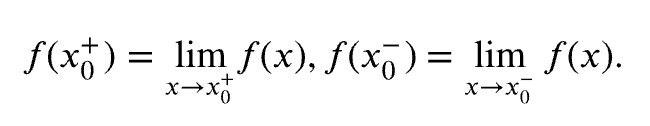 f(x₀⁺) = lim_{x→x₀⁺} f(x), f(x₀⁻) = lim_{x→x₀⁻} f(x).